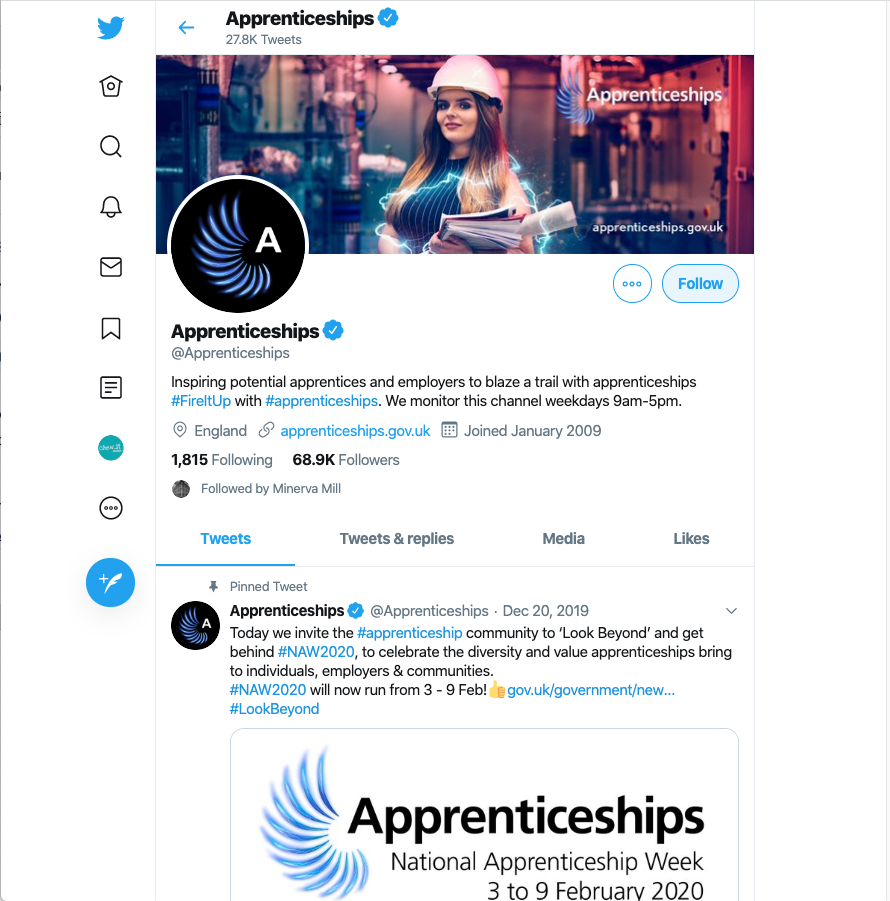 Apprenticeships
27.8K Tweets
Apprenticeships
apprenticeships.gov.uk
A
Follow
Apprenticeships
@Apprenticeships
Inspiring potential apprentices and employers to blaze a trail with apprenticeships
#FireItUp with #apprenticeships. We monitor this channel weekdays 9am-5pm.
England apprenticeships.gov.uk Joined January 2009
1,815 Following 68.9K Followers
Followed by Minerva Mill
Tweets Tweets & replies Media Likes
Pinned Tweet
A
Apprenticeships @Apprenticeships · Dec 20, 2019
Today we invite the #apprenticeship community to ‘Look Beyond’ and get
behind #NAW2020, to celebrate the diversity and value apprenticeships bring
to individuals, employers & communities.
#NAW2020 will now run from 3 - 9 Feb!👍gov.uk/government/new…
#LookBeyond
Apprenticeships
National Apprenticeship Week
3 to 9 February 2020